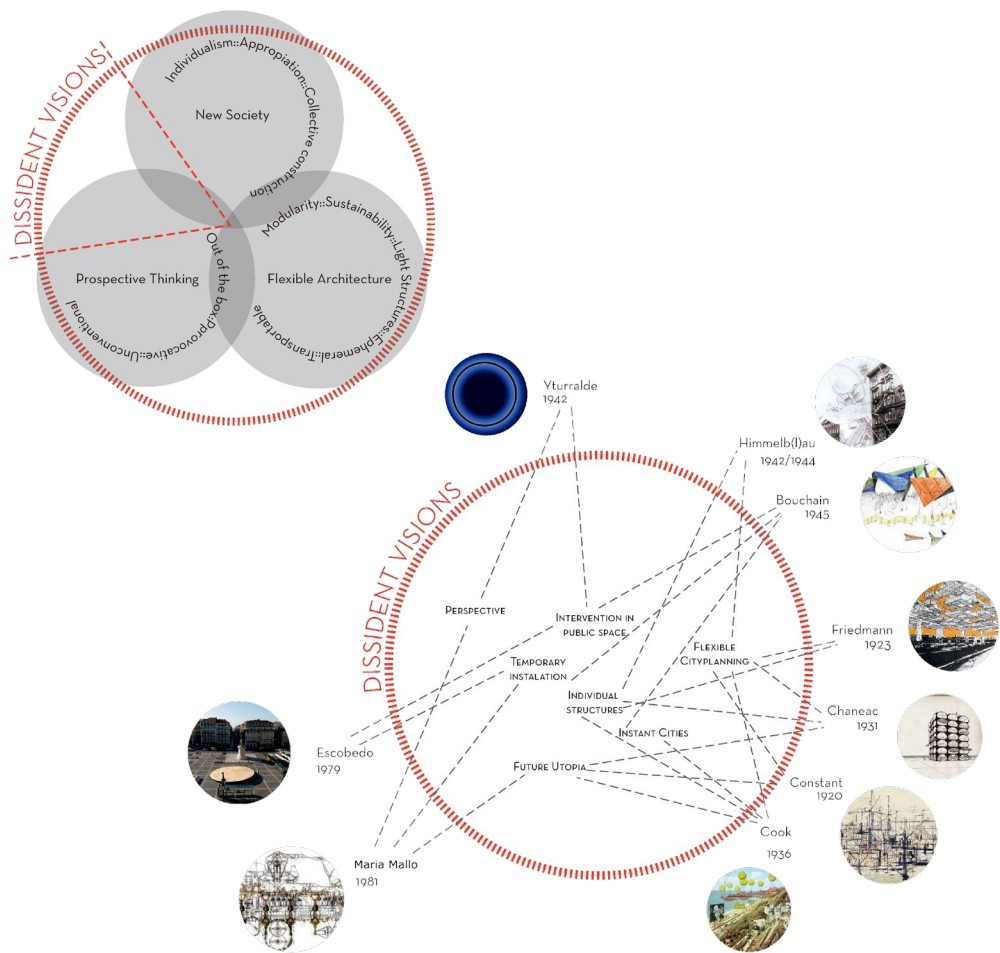 DISSIDENT VISIONS!
Individualism::Appropiation::Collective construction
New Society
Modularity::Sustainability::Light Structures::Ephemeral::Transportable
Out of the box::Pprovocative::Unconventional
Prospective Thinking
Flexible Architecture
Yturralde
1942
Himmelb(l)au
1942/1944
Bouchain
1945
DISSIDENT VISIONS
PERSPECTIVE
INTERVENTION IN
PUBLIC SPACE
Friedmann
1923
FLEXIBLE
CITYPLANNING
TEMPORARY
INSTALATION
INDIVIDUAL
STRUCTURES
Chaneac
1931
INSTANT CITIES
Escobedo
1979
FUTURE UTOPIA
Constant
1920
Cook
1936
Maria Mallo
1981